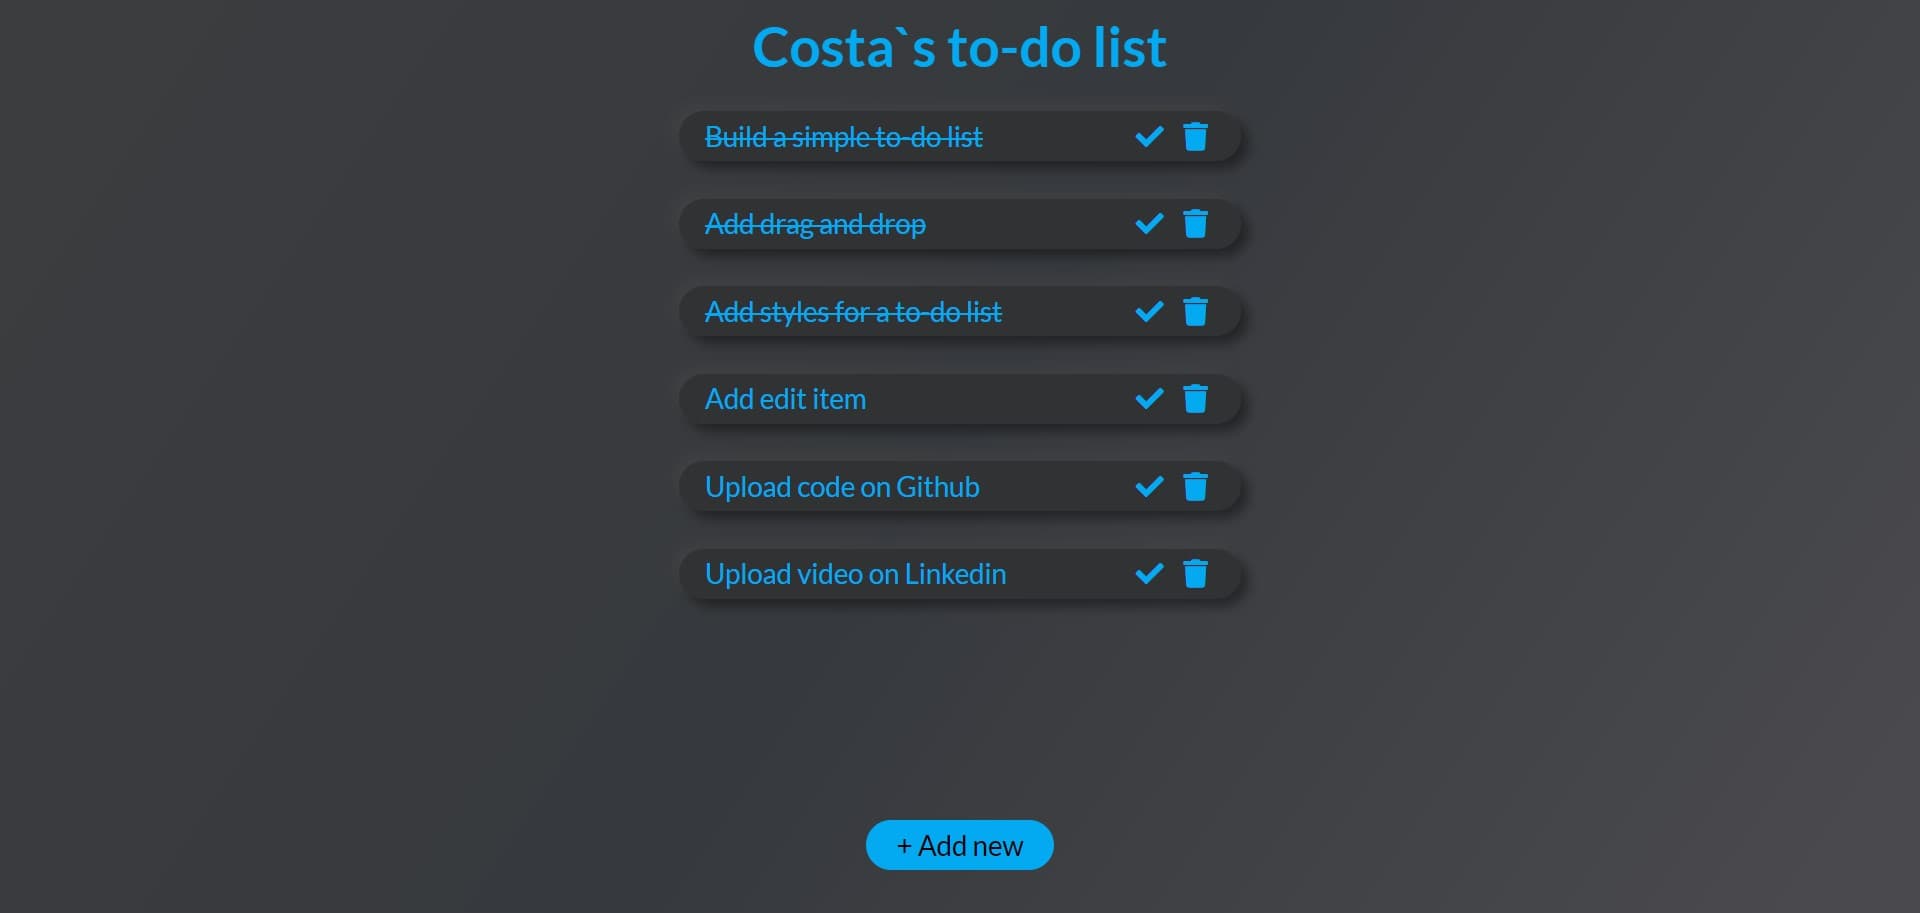 Costa`s to-do list
Build a simple to-do list
Add drag and drop
Add styles for a to-do list
Add edit item
Upload code on Github
Upload video on Linkedin
+ Add new